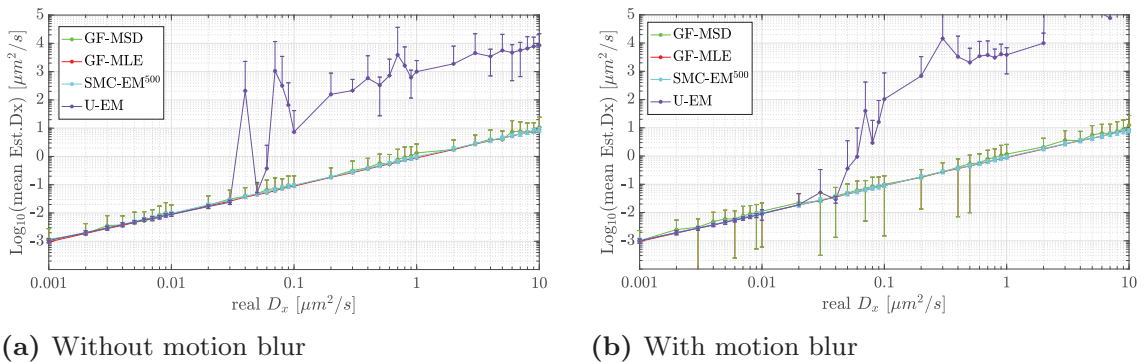 5
4
3
2
1
0
-1
-2
-3
Log10(mean Est.Dx) [μm²/s]
GF-MSD
GF-MLE
SMC-EM⁵⁰⁰
U-EM
0.001 0.01 0.1 1 10
real Dₓ [μm²/s]
(a) Without motion blur
5
4
3
2
1
0
-1
-2
-3
Log10(mean Est.Dx) [μm²/s]
GF-MSD
GF-MLE
SMC-EM⁵⁰⁰
U-EM
0.001 0.01 0.1 1 10
real Dₓ [μm²/s]
(b) With motion blur